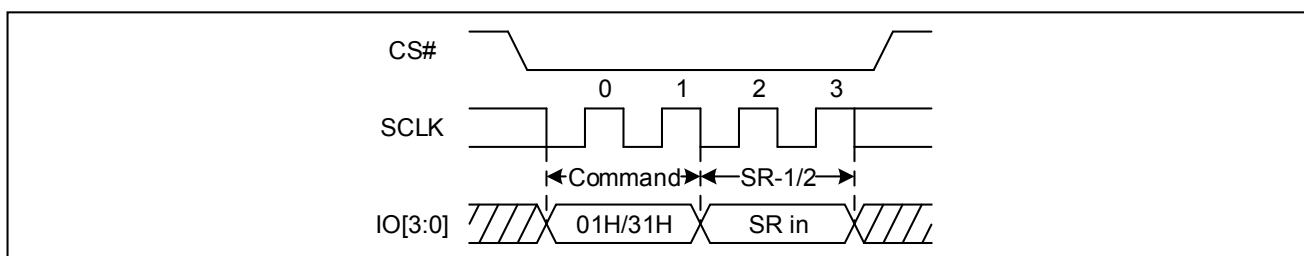 CS#
0 1 2 3
SCLK
Command SR-1/2
IO[3:0] 01H/31H SR in